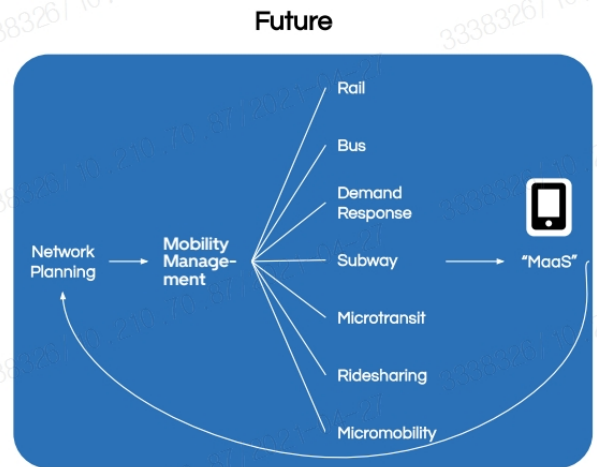 Future
Rail
Bus
Demand
Response
Network
Planning
Mobility
Manage-
ment
Subway
“MaaS”
Microtransit
Ridesharing
Micromobility